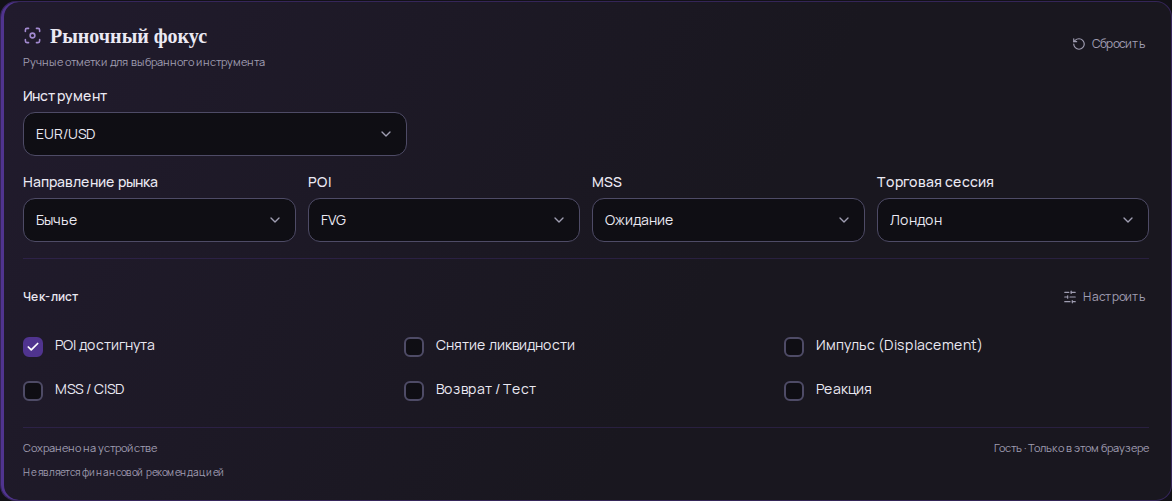 Рыночный фокус
Сбросить
Ручные отметки для выбранного инструмента
Инструмент
EUR/USD
Направление рынка
POI
MSS
Торговая сессия
Бычье
FVG
Ожидание
Лондон
Чек-лист
Настроить
POI достигнута
Снятие ликвидности
Импульс (Displacement)
MSS / CISD
Возврат / Тест
Реакция
Сохранено на устройстве
Гость · Только в этом браузере
Не является финансовой рекомендацией